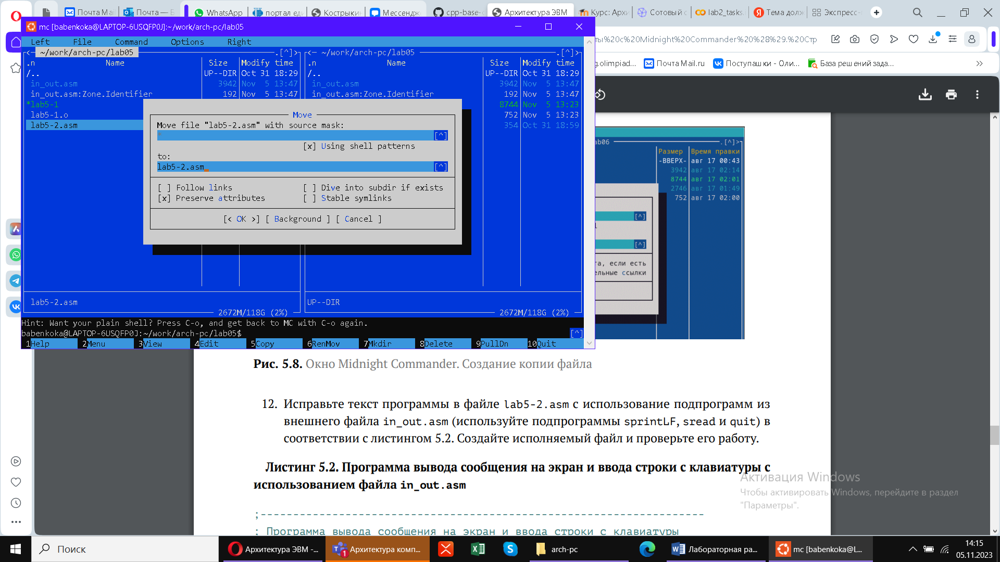 Почта Mai
Почта — Б
WhatsApp
портал еди
Кострыкин
Мессендже
cpp-base-c
Архитектура ЭВМ
Курс: Архи
Сотовый с
lab2_tasks.i
Тема долж
Экспресс-
mc [babenkoka@LAPTOP-6USQFP0J]:~/work/arch-pc/lab05
ты%20с%20Midnight%20Commander%20%28%29.%20Стр
g.olimpiad...
Почта Mail.ru
Поступашки - Оли...
База решений зада...
Left File Command Options Right
<— ~/work/arch-pc/lab05 .[^]>
<— ~/work/arch-pc/lab05 .[^]>
.n Name Size Modify time
.n Name Size Modify time
/.. UP--DIR Oct 31 18:29
/.. UP--DIR Oct 31 18:29
in_out.asm 3942 Nov 5 13:47
in_out.asm 3942 Nov 5 13:47
in_out.asm:Zone.Identifier 192 Nov 5 13:47
in_out.asm:Zone.Identifier 192 Nov 5 13:47
*lab5-1
8744 Nov 5 13:23
lab5-1.o
752 Nov 5 13:23
lab5-2.asm
354 Oct 31 18:59
Move
Move file "lab5-2.asm" with source mask:
* [^]
[x] Using shell patterns
to:
lab5-2.asm [^]
[ ] Follow links [ ] Dive into subdir if exists
[x] Preserve attributes [ ] Stable symlinks
[< OK >] [ Background ] [ Cancel ]
lab5-2.asm
UP--DIR
2672M/118G (2%)
2672M/118G (2%)
Hint: Want your plain shell? Press C-o, and get back to MC with C-o again.
babenkoka@LAPTOP-6USQFP0J:~/work/arch-pc/lab05$ [^]
1Help 2Menu 3View 4Edit 5Copy 6RenMov 7Mkdir 8Delete 9PullDn 10Quit
ab06 .[^]>
Размер Время правки
-ВВЕРХ- авг 17 00:43
3942 авг 17 02:14
8744 авг 17 02:01
2746 авг 17 01:49
752 авг 17 02:00
[^]
[^]
га, если есть
ельные ссылки
Рис. 5.8. Окно Midnight Commander. Создание копии файла
12. Исправьте текст программы в файле lab5-2.asm с использование подпрограмм из
внешнего файла in_out.asm (используйте подпрограммы sprintLF, sread и quit) в
соответствии с листингом 5.2. Создайте исполняемый файл и проверьте его работу.
Листинг 5.2. Программа вывода сообщения на экран и ввода строки с клавиатуры с
использованием файла in_out.asm
;--------------------------------------------------------------------
; Программа вывода сообщения на экран и ввода строки с клавиатуры
Активация Windows
Чтобы активировать Windows, перейдите в раздел
"Параметры".
Поиск
Архитектура ЭВМ -...
1
Архитектура комп...
arch-pc
Лабораторная ра...
mc [babenkoka@L...
14:15
05.11.2023